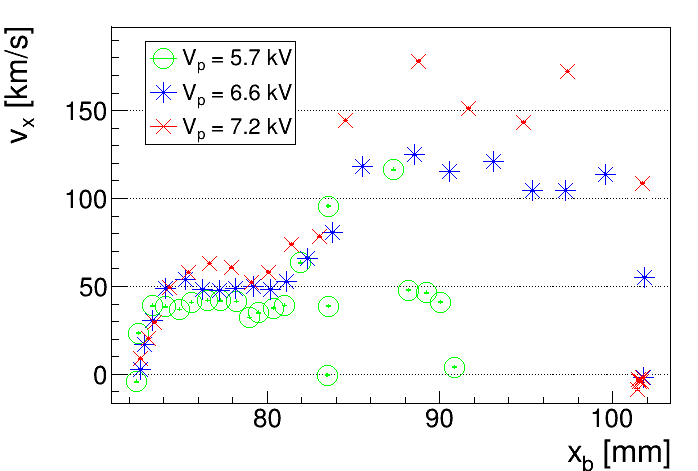 v_x [km/s]
V_p = 5.7 kV
V_p = 6.6 kV
V_p = 7.2 kV
150
100
50
0
80 90 100
x_b [mm]